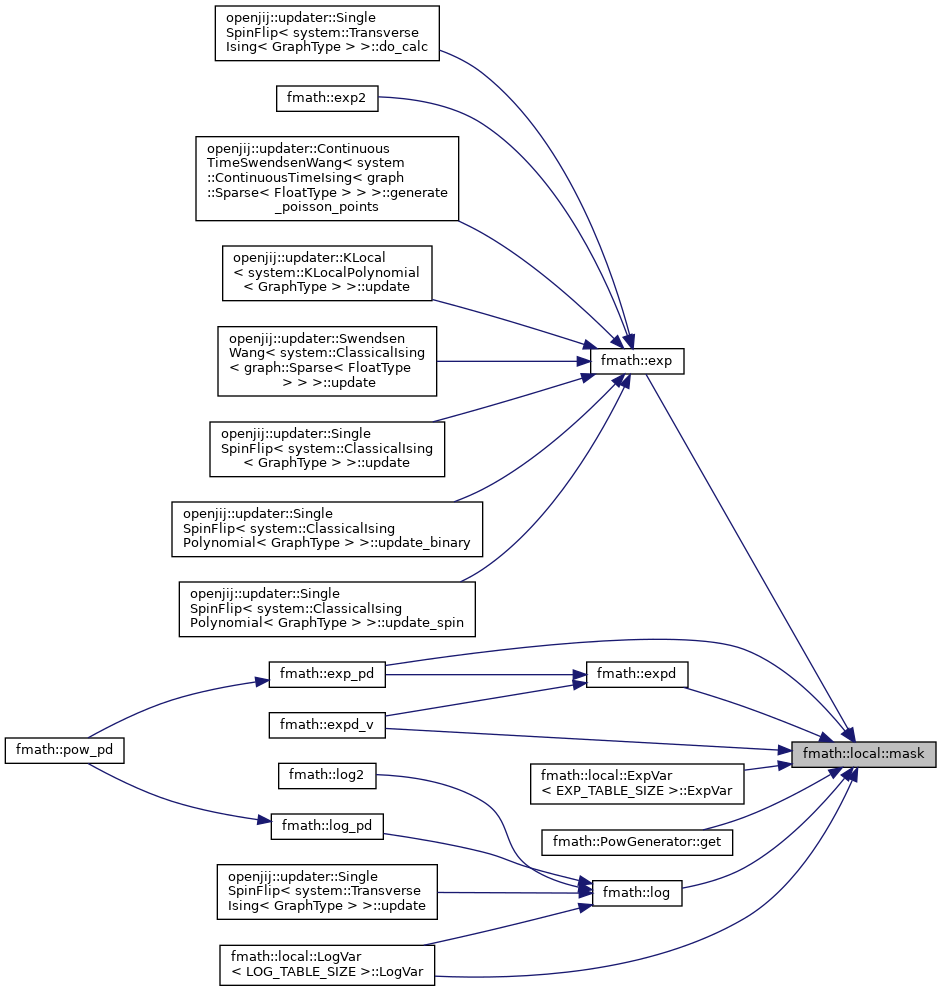 openjij::updater::Single
SpinFlip< system::Transverse
Ising< GraphType > >::do_calc
fmath::exp2
openjij::updater::Continuous
TimeSwendsenWang< system
::ContinuousTimeIsing< graph
::Sparse< FloatType > > >::generate
_poisson_points
openjij::updater::KLocal
< system::KLocalPolynomial
< GraphType > >::update
openjij::updater::Swendsen
Wang< system::ClassicalIsing
< graph::Sparse< FloatType
> > >::update
fmath::exp
openjij::updater::Single
SpinFlip< system::ClassicalIsing
< GraphType > >::update
openjij::updater::Single
SpinFlip< system::ClassicalIsing
Polynomial< GraphType > >::update_binary
openjij::updater::Single
SpinFlip< system::ClassicalIsing
Polynomial< GraphType > >::update_spin
fmath::exp_pd
fmath::expd
fmath::expd_v
fmath::pow_pd
fmath::local::mask
fmath::log2
fmath::local::ExpVar
< EXP_TABLE_SIZE >::ExpVar
fmath::log_pd
fmath::PowGenerator::get
openjij::updater::Single
SpinFlip< system::Transverse
Ising< GraphType > >::update
fmath::log
fmath::local::LogVar
< LOG_TABLE_SIZE >::LogVar